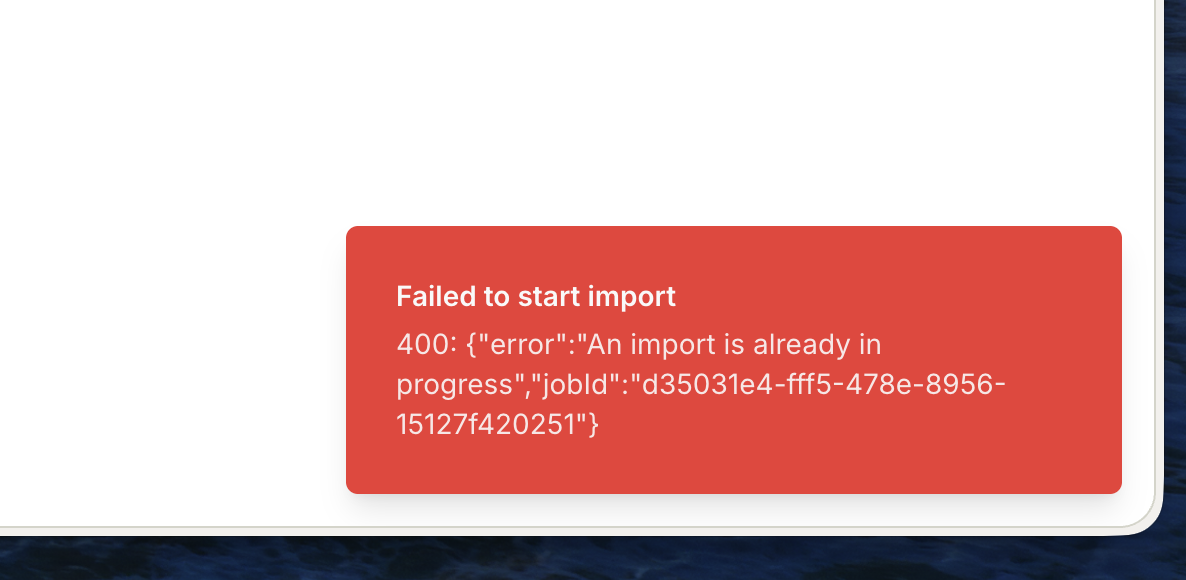 Failed to start import
400: {"error":"An import is already in
progress","jobId":"d35031e4-fff5-478e-8956-
15127f420251"}